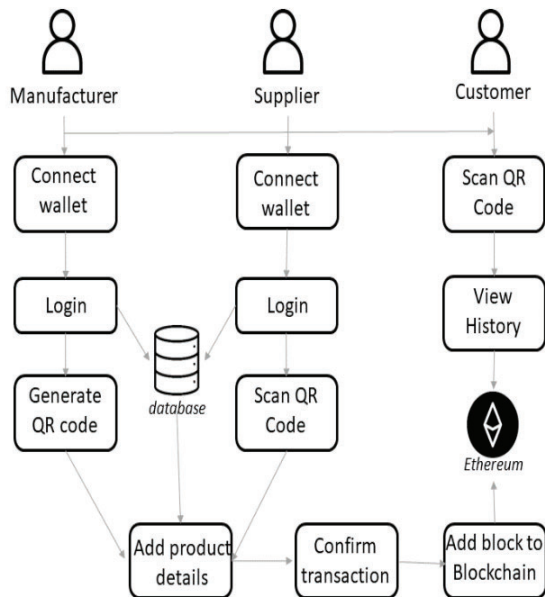 Manufacturer
Supplier
Customer
Connect
wallet
Connect
wallet
Scan QR
Code
Login
Login
View
History
Generate
QR code
database
Scan QR
Code
Ethereum
Add product
details
Confirm
transaction
Add block to
Blockchain